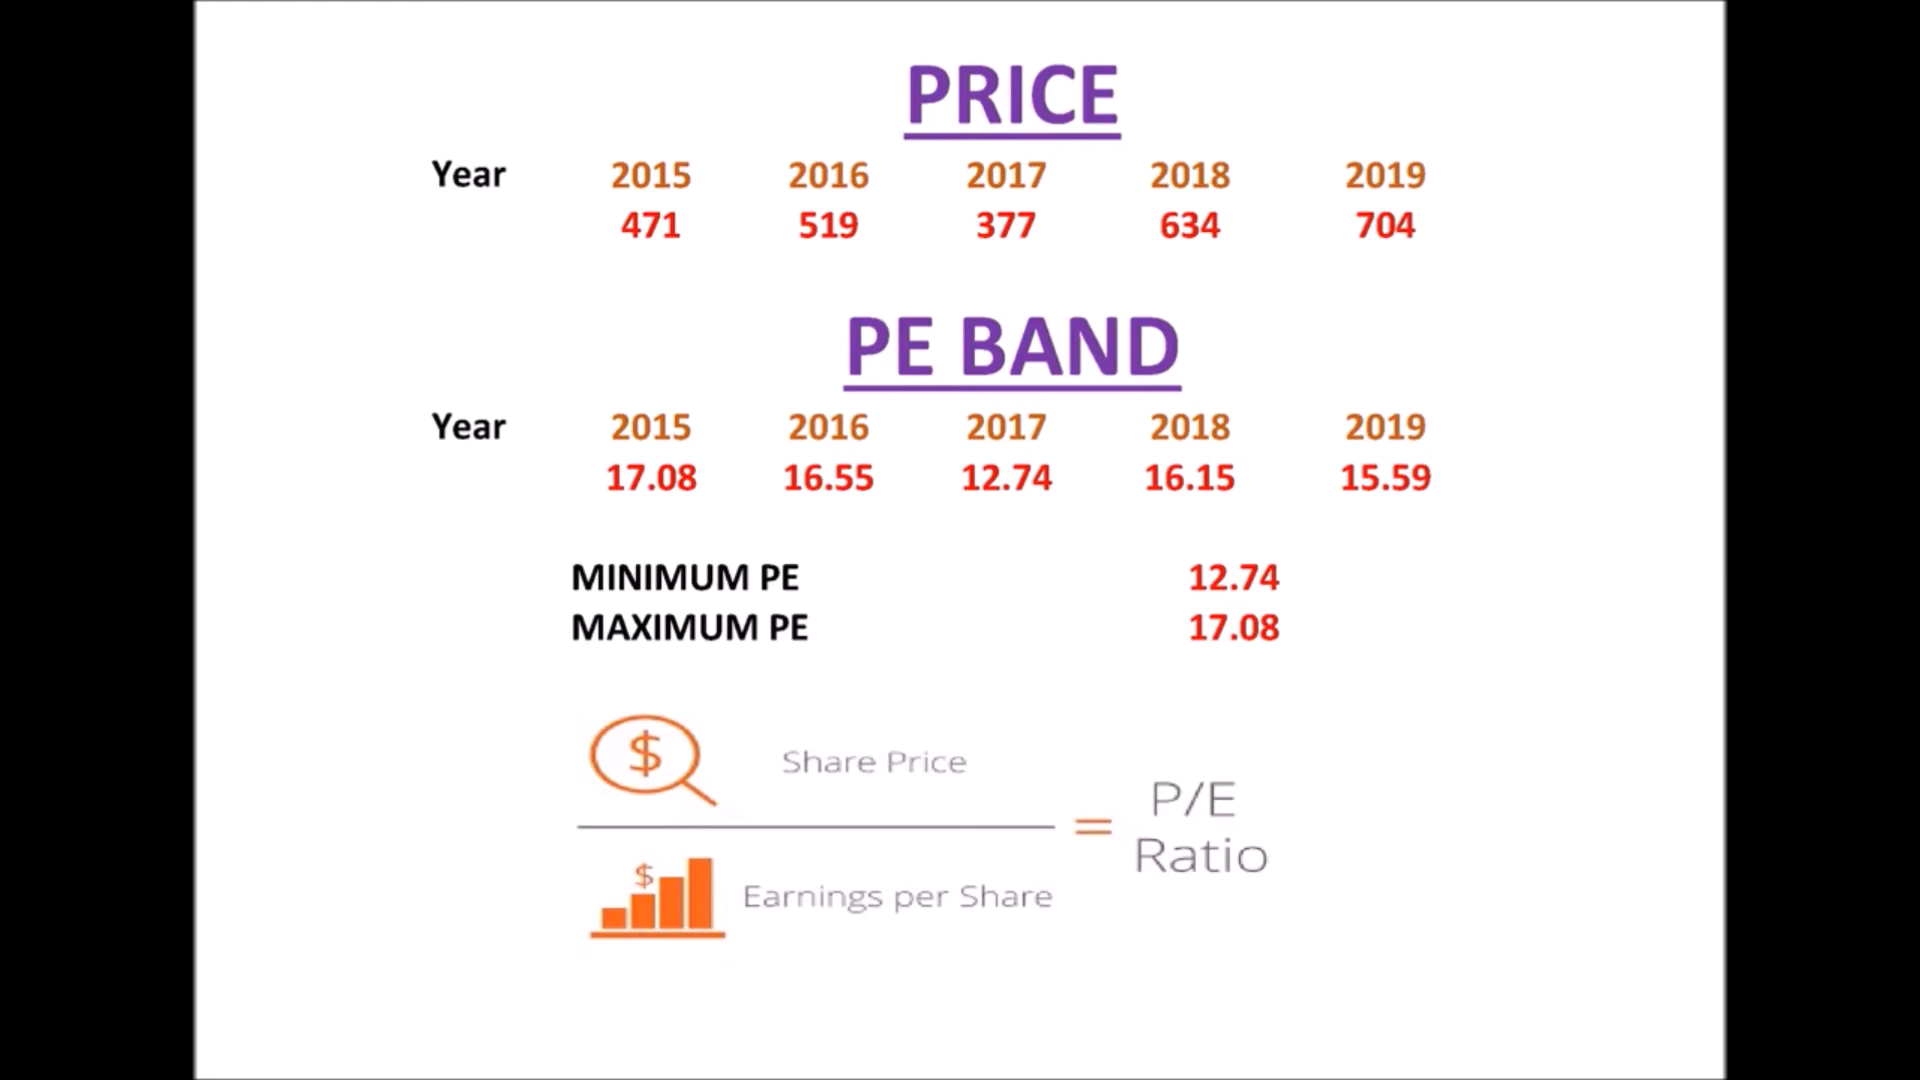 PRICE
Year 2015 2016 2017 2018 2019
471 519 377 634 704
PE BAND
Year 2015 2016 2017 2018 2019
17.08 16.55 12.74 16.15 15.59
MINIMUM PE 12.74
MAXIMUM PE 17.08
$ Share Price
= P/E Ratio
$ Earnings per Share